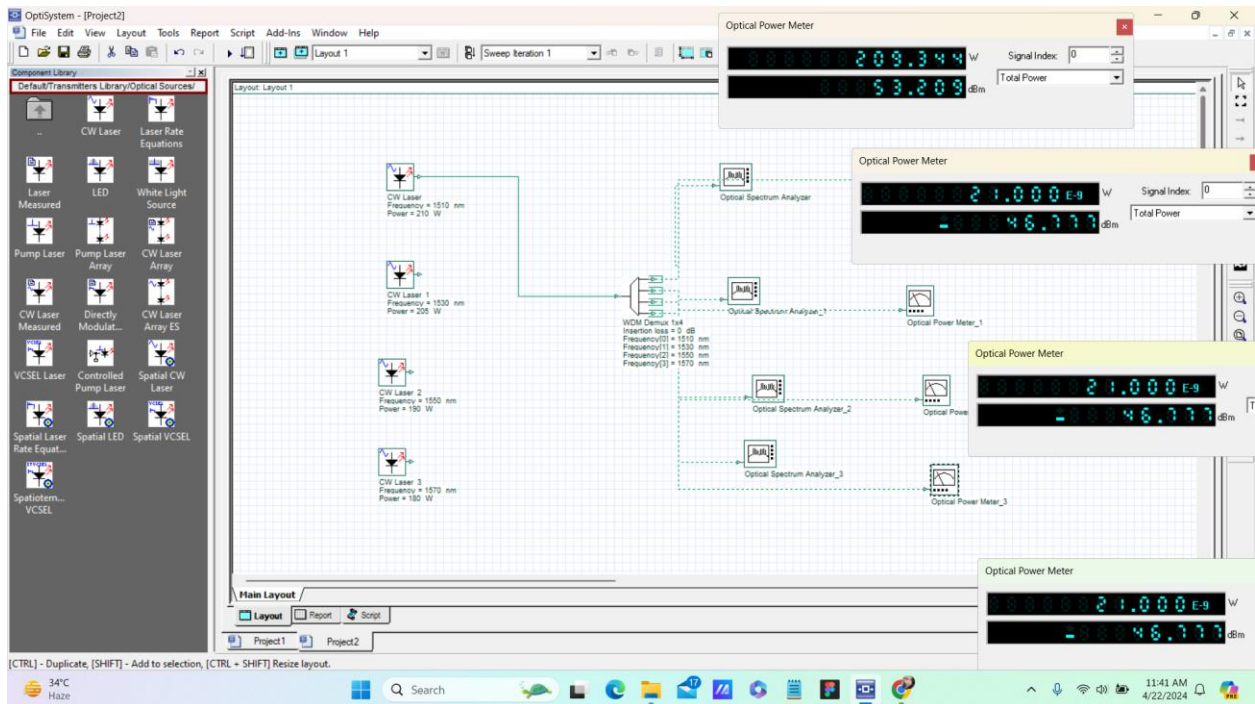 OptiSystem - [Project2]
File Edit View Layout Tools Report Script Add-Ins Window Help
Layout 1
Sweep Iteration 1
Component Library
Default/Transmitters Library/Optical Sources/
..
CW Laser
Laser Rate Equations
Laser Measured
LED
White Light Source
Pump Laser
Pump Laser Array
CW Laser Array
CW Laser Measured
Directly Modulat...
CW Laser Array ES
VCSEL Laser
Controlled Pump Laser
Spatial CW Laser
Spatial Laser Rate Equat...
Spatial LED
Spatial VCSEL
Spatiotem... VCSEL
Layout: Layout 1
CW Laser
Frequency = 1510 nm
Power = 210 W
CW Laser 1
Frequency = 1530 nm
Power = 205 W
CW Laser 2
Frequency = 1550 nm
Power = 190 W
CW Laser 3
Frequency = 1570 nm
Power = 180 W
WDM Demux 1x4
Insertion loss = 0 dB
Frequency[0] = 1510 nm
Frequency[1] = 1530 nm
Frequency[2] = 1550 nm
Frequency[3] = 1570 nm
Optical Spectrum Analyzer
Optical Spectrum Analyzer_1
Optical Power Meter_1
Optical Spectrum Analyzer_2
Optical Powe
Optical Spectrum Analyzer_3
Optical Power Meter_3
Optical Power Meter
209.344 W
Signal Index: 0
53.209 dBm
Total Power
Optical Power Meter
21.000 E-9 W
Signal Index: 0
-46.777 dBm
Total Power
Optical Power Meter
21.000 E-9 W
-46.777 dBm
T
Optical Power Meter
21.000 E-9 W
-46.777 dBm
Main Layout
Layout Report Script
Project1 Project2
[CTRL] - Duplicate, [SHIFT] - Add to selection, [CTRL + SHIFT] Resize layout.
34°C
Haze
Search
17
11:41 AM
4/22/2024
PRE